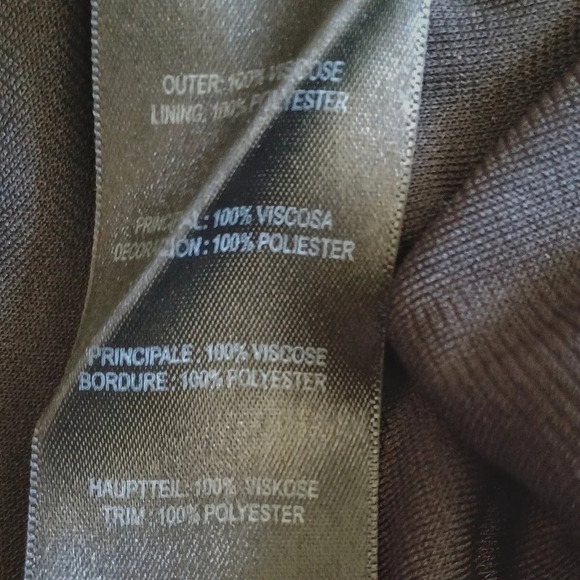 OUTER: 100% VISCOSE
LINING: 100% POLYESTER
PRINCIPAL: 100% VISCOSA
DECORACION: 100% POLIESTER
PRINCIPALE: 100% VISCOSE
BORDURE: 100% POLYESTER
HAUPTTEIL: 100% VISKOSE
TRIM: 100% POLYESTER